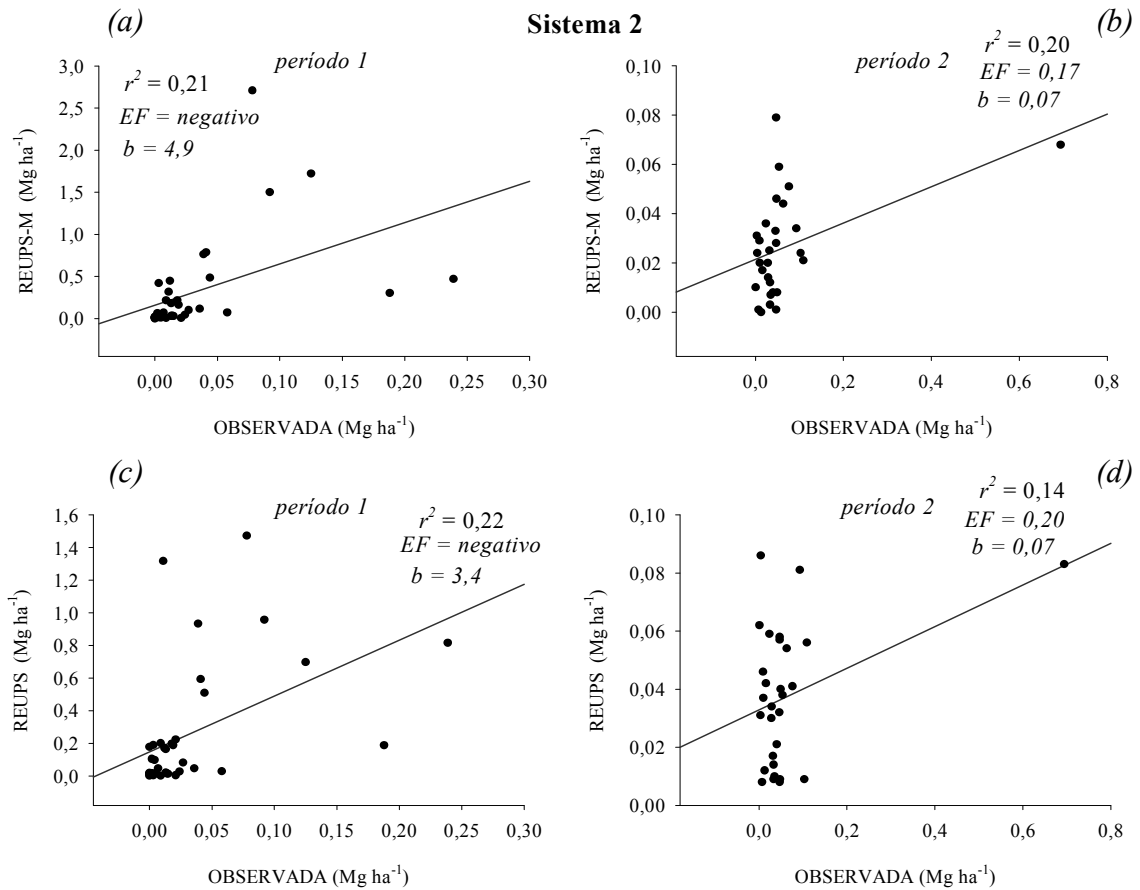 Sistema 2
(a)
período 1
r² = 0,21
EF = negativo
b = 4,9
REUPS-M (Mg ha⁻¹)
3,0
2,5
2,0
1,5
1,0
0,5
0,0
0,00 0,05 0,10 0,15 0,20 0,25 0,30
OBSERVADA (Mg ha⁻¹)
(b)
período 2
r² = 0,20
EF = 0,17
b = 0,07
REUPS-M (Mg ha⁻¹)
0,10
0,08
0,06
0,04
0,02
0,00
0,0 0,2 0,4 0,6 0,8
OBSERVADA (Mg ha⁻¹)
(c)
período 1
r² = 0,22
EF = negativo
b = 3,4
REUPS (Mg ha⁻¹)
1,6
1,4
1,2
1,0
0,8
0,6
0,4
0,2
0,0
0,00 0,05 0,10 0,15 0,20 0,25 0,30
OBSERVADA (Mg ha⁻¹)
(d)
período 2
r² = 0,14
EF = 0,20
b = 0,07
REUPS (Mg ha⁻¹)
0,10
0,08
0,06
0,04
0,02
0,00
0,0 0,2 0,4 0,6 0,8
OBSERVADA (Mg ha⁻¹)